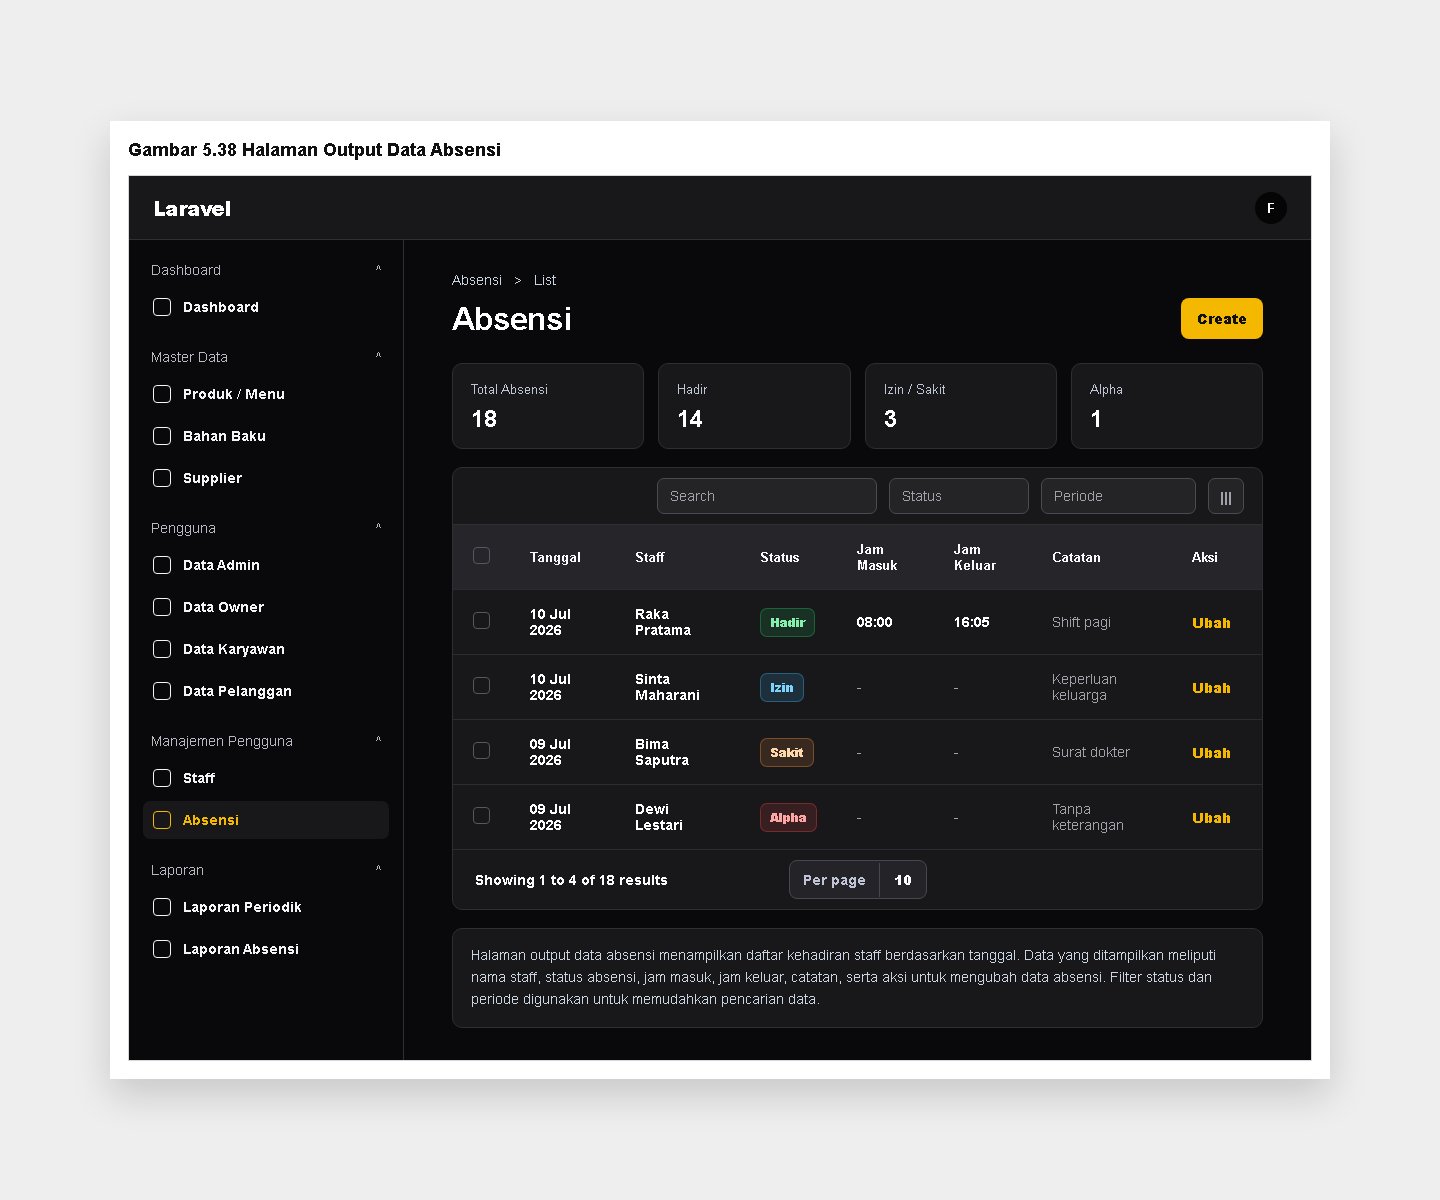 Gambar 5.38 Halaman Output Data Absensi
Laravel
F
Dashboard ^
Dashboard
Master Data ^
Produk / Menu
Bahan Baku
Supplier
Pengguna ^
Data Admin
Data Owner
Data Karyawan
Data Pelanggan
Manajemen Pengguna ^
Staff
Absensi
Laporan ^
Laporan Periodik
Laporan Absensi
Absensi > List
Absensi
Create
Total Absensi
18
Hadir
14
Izin / Sakit
3
Alpha
1
Search
Status
Periode
|||
Tanggal
Staff
Status
Jam
Masuk
Jam
Keluar
Catatan
Aksi
10 Jul
2026
Raka
Pratama
Hadir
08:00
16:05
Shift pagi
Ubah
10 Jul
2026
Sinta
Maharani
Izin
-
-
Keperluan
keluarga
Ubah
09 Jul
2026
Bima
Saputra
Sakit
-
-
Surat dokter
Ubah
09 Jul
2026
Dewi
Lestari
Alpha
-
-
Tanpa
keterangan
Ubah
Showing 1 to 4 of 18 results
Per page 10
Halaman output data absensi menampilkan daftar kehadiran staff berdasarkan tanggal. Data yang ditampilkan meliputi
nama staff, status absensi, jam masuk, jam keluar, catatan, serta aksi untuk mengubah data absensi. Filter status dan
periode digunakan untuk memudahkan pencarian data.